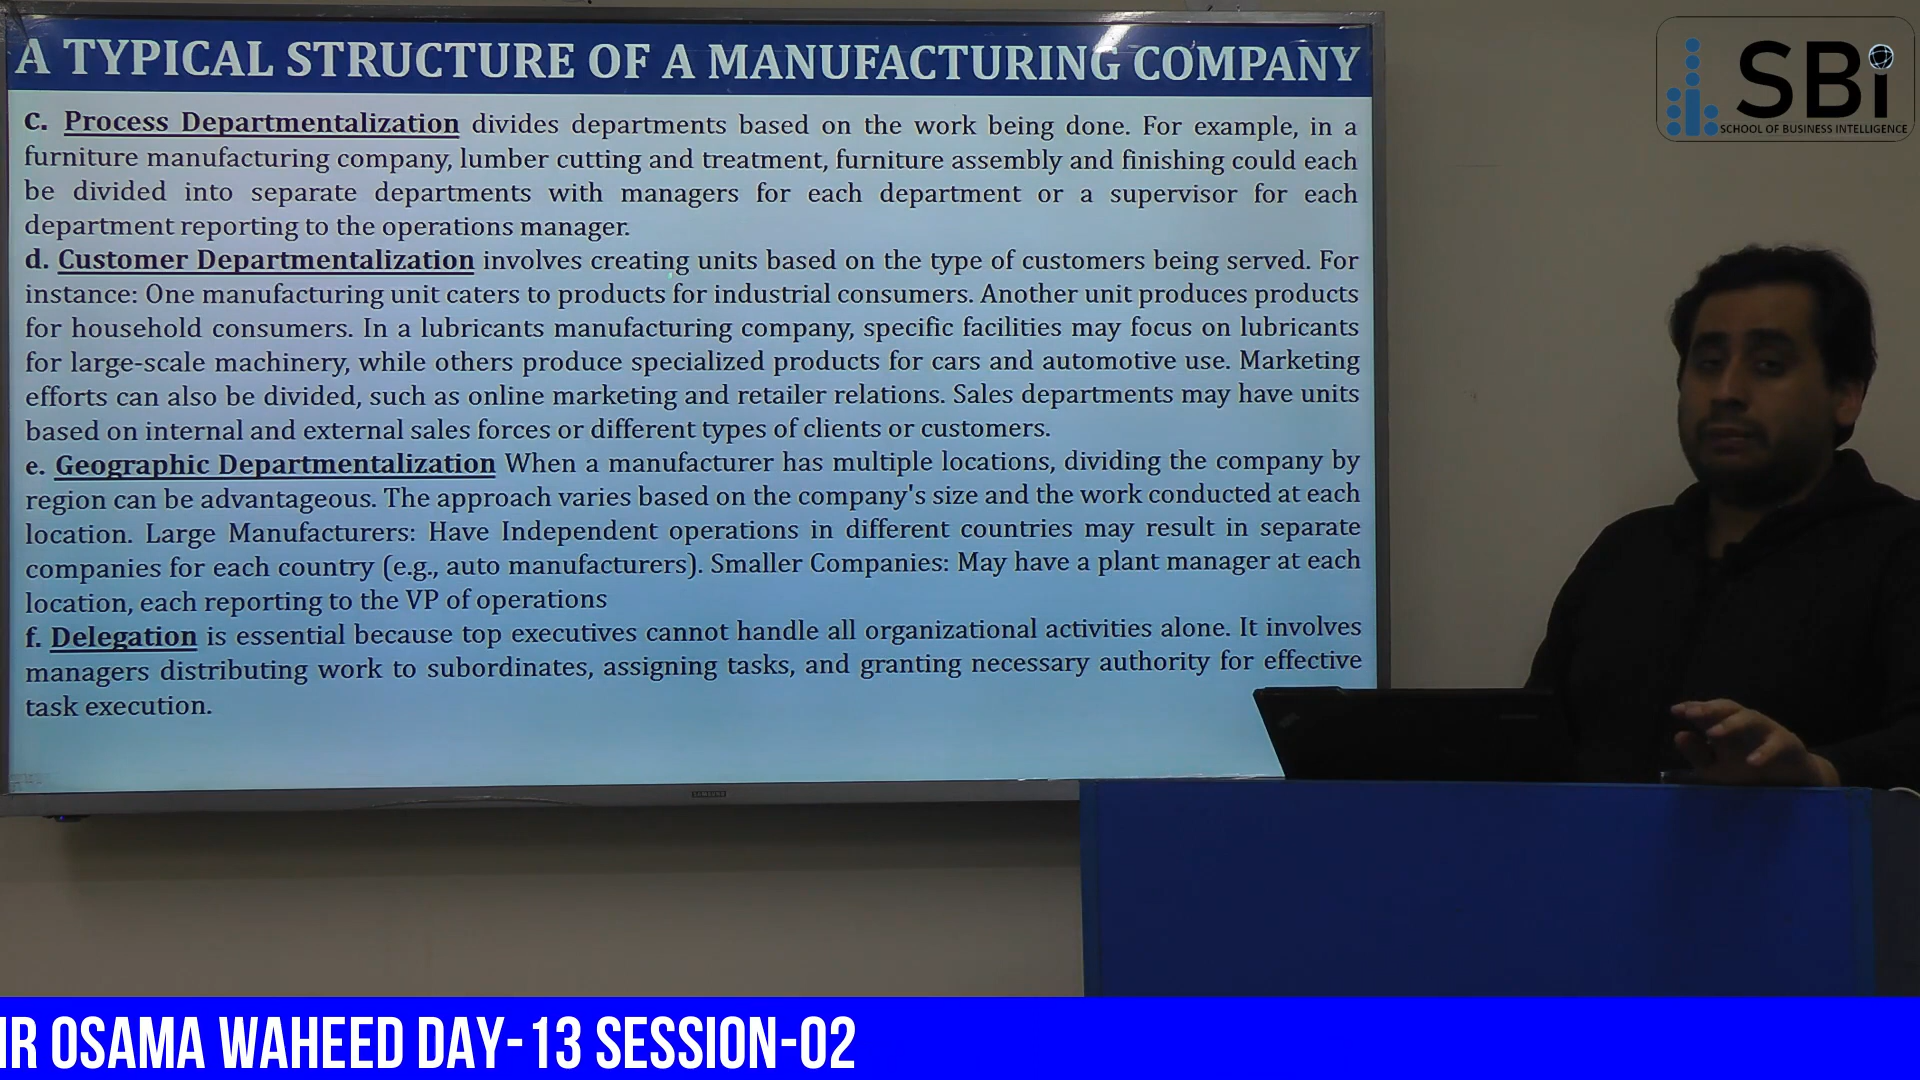 A TYPICAL STRUCTURE OF A MANUFACTURING COMPANY
SBi
SCHOOL OF BUSINESS INTELLIGENCE
c. Process Departmentalization divides departments based on the work being done. For example, in a
furniture manufacturing company, lumber cutting and treatment, furniture assembly and finishing could each
be divided into separate departments with managers for each department or a supervisor for each
department reporting to the operations manager.
d. Customer Departmentalization involves creating units based on the type of customers being served. For
instance: One manufacturing unit caters to products for industrial consumers. Another unit produces products
for household consumers. In a lubricants manufacturing company, specific facilities may focus on lubricants
for large-scale machinery, while others produce specialized products for cars and automotive use. Marketing
efforts can also be divided, such as online marketing and retailer relations. Sales departments may have units
based on internal and external sales forces or different types of clients or customers.
e. Geographic Departmentalization When a manufacturer has multiple locations, dividing the company by
region can be advantageous. The approach varies based on the company's size and the work conducted at each
location. Large Manufacturers: Have Independent operations in different countries may result in separate
companies for each country (e.g., auto manufacturers). Smaller Companies: May have a plant manager at each
location, each reporting to the VP of operations
f. Delegation is essential because top executives cannot handle all organizational activities alone. It involves
managers distributing work to subordinates, assigning tasks, and granting necessary authority for effective
task execution.
SAMSUNG
IR OSAMA WAHEED DAY-13 SESSION-02